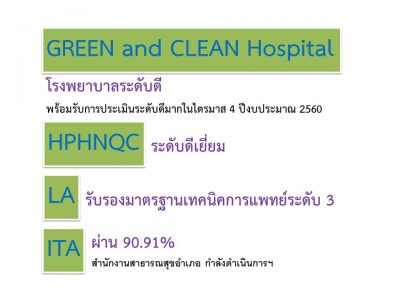 GREEN and CLEAN Hospital
โรงพยาบาลระดับดี
พร้อมรับการประเมินระดับดีมากในไตรมาส 4 ปีงบประมาณ 2560
HPHNQC ระดับดีเยี่ยม
LA รับรองมาตรฐานเทคนิคการแพทย์ระดับ 3
ITA ผ่าน 90.91%
สำนักงานสาธารณสุขอำเภอ กำลังดำเนินการฯ